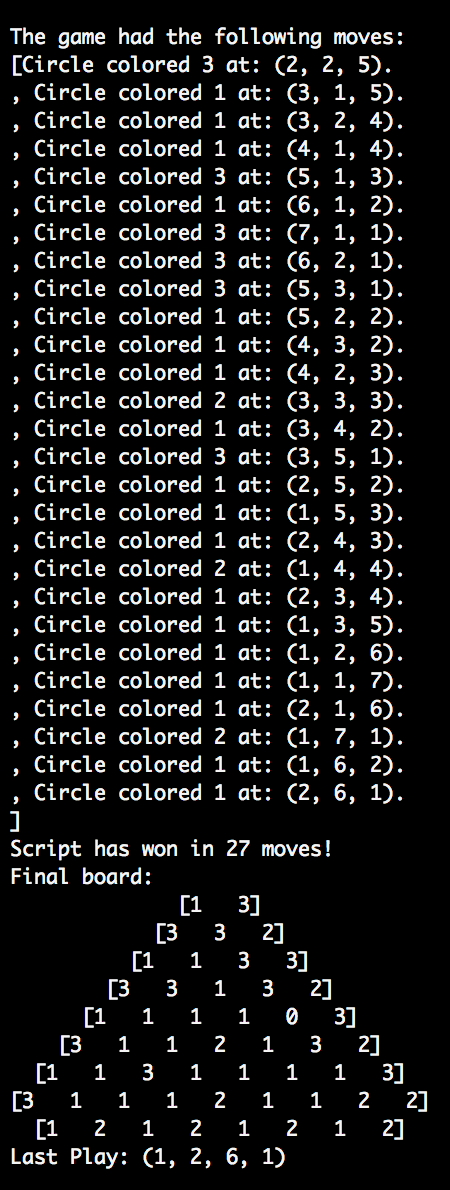 The game had the following moves:
[Circle colored 3 at: (2, 2, 5).
, Circle colored 1 at: (3, 1, 5).
, Circle colored 1 at: (3, 2, 4).
, Circle colored 1 at: (4, 1, 4).
, Circle colored 3 at: (5, 1, 3).
, Circle colored 1 at: (6, 1, 2).
, Circle colored 3 at: (7, 1, 1).
, Circle colored 3 at: (6, 2, 1).
, Circle colored 3 at: (5, 3, 1).
, Circle colored 1 at: (5, 2, 2).
, Circle colored 1 at: (4, 3, 2).
, Circle colored 1 at: (4, 2, 3).
, Circle colored 2 at: (3, 3, 3).
, Circle colored 1 at: (3, 4, 2).
, Circle colored 3 at: (3, 5, 1).
, Circle colored 1 at: (2, 5, 2).
, Circle colored 1 at: (1, 5, 3).
, Circle colored 1 at: (2, 4, 3).
, Circle colored 2 at: (1, 4, 4).
, Circle colored 1 at: (2, 3, 4).
, Circle colored 1 at: (1, 3, 5).
, Circle colored 1 at: (1, 2, 6).
, Circle colored 1 at: (1, 1, 7).
, Circle colored 1 at: (2, 1, 6).
, Circle colored 2 at: (1, 7, 1).
, Circle colored 1 at: (1, 6, 2).
, Circle colored 1 at: (2, 6, 1).
]
Script has won in 27 moves!
Final board:
[1 3]
[3 3 2]
[1 1 3 3]
[3 3 1 3 2]
[1 1 1 1 0 3]
[3 1 1 2 1 3 2]
[1 1 3 1 1 1 1 3]
[3 1 1 1 2 1 1 2 2]
[1 2 1 2 1 2 1 2]
Last Play: (1, 2, 6, 1)